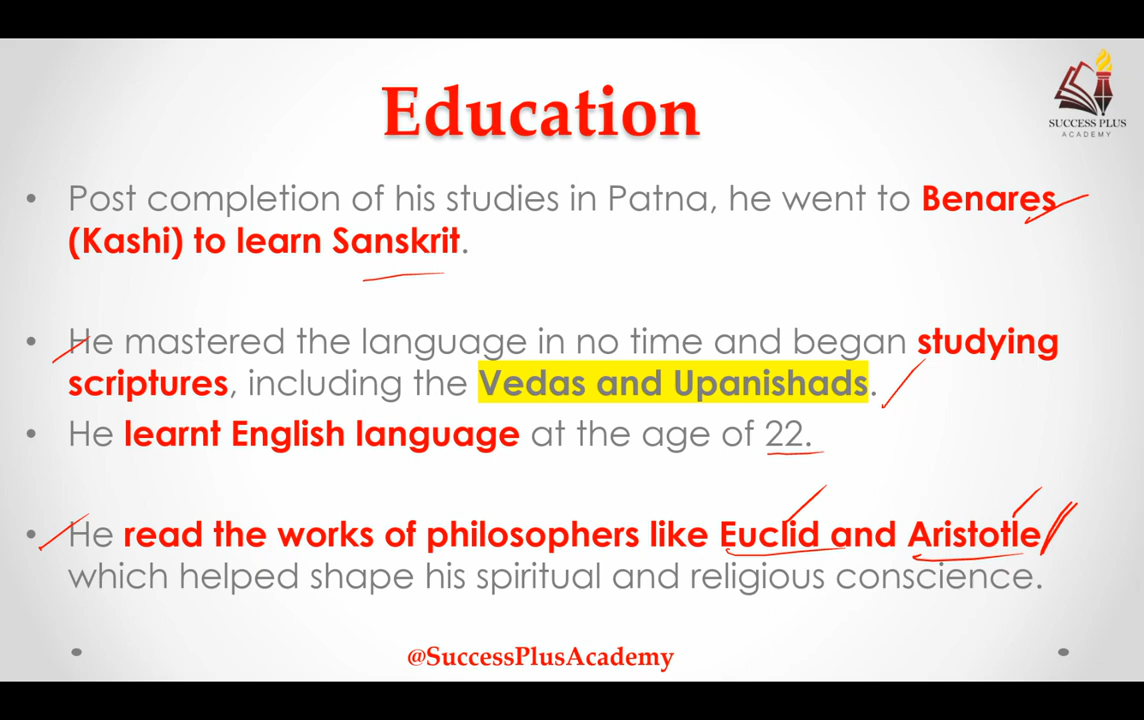 Education
SUCCESS PLUS
ACADEMY
• Post completion of his studies in Patna, he went to Benares
(Kashi) to learn Sanskrit.
• He mastered the language in no time and began studying
scriptures, including the Vedas and Upanishads.
• He learnt English language at the age of 22.
• He read the works of philosophers like Euclid and Aristotle
which helped shape his spiritual and religious conscience.
@SuccessPlusAcademy